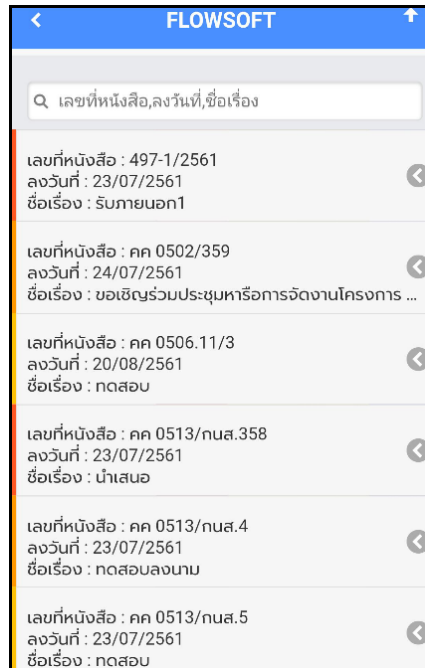 FLOWSOFT
เลขที่หนังสือ,ลงวันที่,ชื่อเรื่อง
เลขที่หนังสือ : 497-1/2561
ลงวันที่ : 23/07/2561
ชื่อเรื่อง : รับภายนอก1
เลขที่หนังสือ : คค 0502/359
ลงวันที่ : 24/07/2561
ชื่อเรื่อง : ขอเชิญร่วมประชุมหารือการจัดงานโครงการ ...
เลขที่หนังสือ : คค 0506.11/3
ลงวันที่ : 20/08/2561
ชื่อเรื่อง : ทดสอบ
เลขที่หนังสือ : คค 0513/กนส.358
ลงวันที่ : 23/07/2561
ชื่อเรื่อง : นำเสนอ
เลขที่หนังสือ : คค 0513/กนส.4
ลงวันที่ : 23/07/2561
ชื่อเรื่อง : ทดสอบลงนาม
เลขที่หนังสือ : คค 0513/กนส.5
ลงวันที่ : 23/07/2561
ชื่อเรื่อง : ทดสอบ